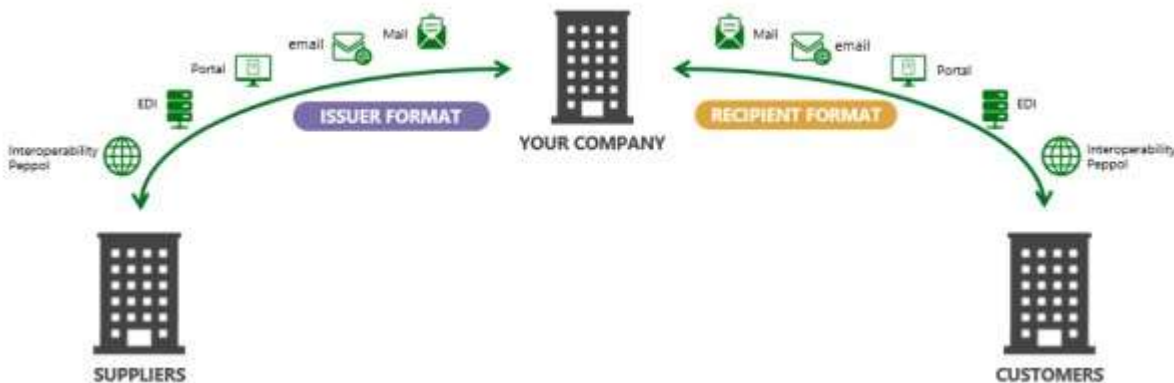 Mail
email
Portal
EDI
Interoperability
Peppol
ISSUER FORMAT
YOUR COMPANY
Mail
email
Portal
EDI
Interoperability
Peppol
RECIPIENT FORMAT
SUPPLIERS
CUSTOMERS